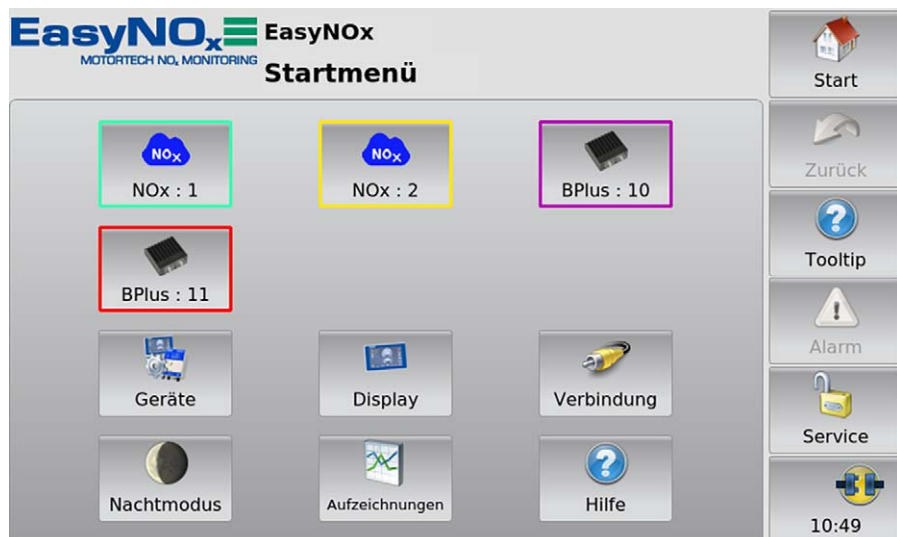 EasyNOx
MOTORTECH NOx MONITORING
EasyNOx
Startmenü
NOx
NOx : 1
NOx
NOx : 2
BPlus : 10
BPlus : 11
Geräte
Display
Verbindung
Nachtmodus
Aufzeichnungen
Hilfe
Start
Zurück
Tooltip
Alarm
Service
10:49